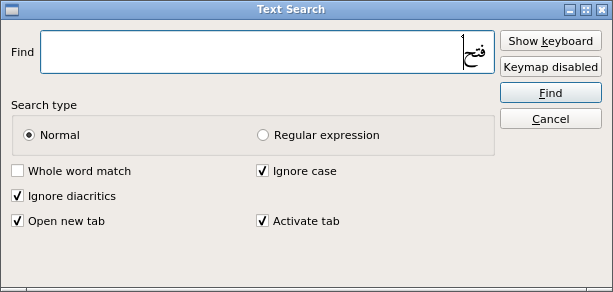 Text Search
Find فتح
Show keyboard
Keymap disabled
Find
Cancel
Search type
Normal Regular expression
Whole word match Ignore case
Ignore diacritics
Open new tab Activate tab